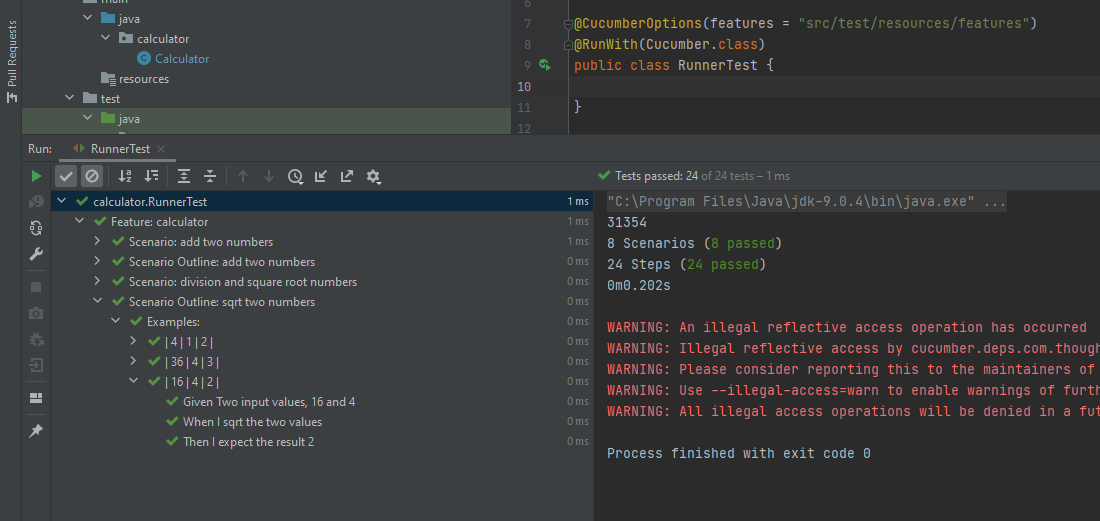 Pull Requests
main
java
calculator
Calculator
resources
test
java
6
7 @CucumberOptions(features = "src/test/resources/features")
8 @RunWith(Cucumber.class)
9 public class RunnerTest {
10
11 }
12
Run: RunnerTest
Tests passed: 24 of 24 tests – 1 ms
calculator.RunnerTest 1 ms
Feature: calculator 1 ms
Scenario: add two numbers 1 ms
Scenario Outline: add two numbers 0 ms
Scenario: division and square root numbers 0 ms
Scenario Outline: sqrt two numbers 0 ms
Examples: 0 ms
| 4 | 1 | 2 | 0 ms
| 36 | 4 | 3 | 0 ms
| 16 | 4 | 2 | 0 ms
Given Two input values, 16 and 4 0 ms
When I sqrt the two values 0 ms
Then I expect the result 2 0 ms
"C:\Program Files\Java\jdk-9.0.4\bin\java.exe" ...
31354
8 Scenarios (8 passed)
24 Steps (24 passed)
0m0.202s
WARNING: An illegal reflective access operation has occurred
WARNING: Illegal reflective access by cucumber.deps.com.though
WARNING: Please consider reporting this to the maintainers of
WARNING: Use --illegal-access=warn to enable warnings of furth
WARNING: All illegal access operations will be denied in a fut
Process finished with exit code 0